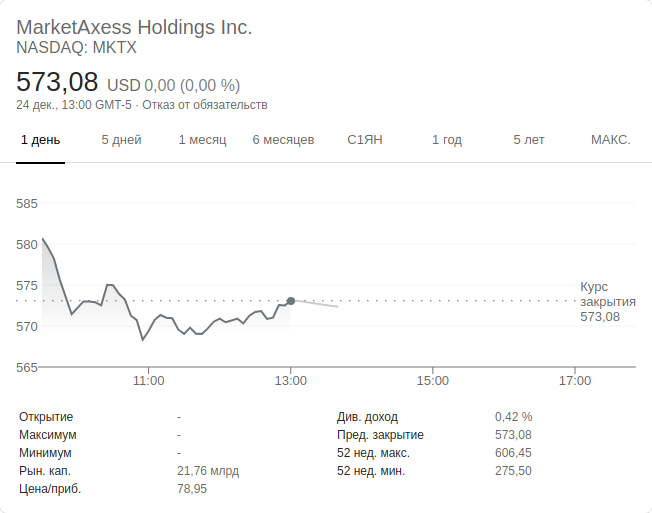 MarketAxess Holdings Inc.
NASDAQ: MKTX
573,08 USD 0,00 (0,00 %)
24 дек., 13:00 GMT-5 · Отказ от обязательств
1 день 5 дней 1 месяц 6 месяцев С1ЯН 1 год 5 лет МАКС.
585
580
575
570
565
Курс
закрытия
573,08
11:00 13:00 15:00 17:00
Открытие - Див. доход 0,42 %
Максимум - Пред. закрытие 573,08
Минимум - 52 нед. макс. 606,45
Рын. кап. 21,76 млрд 52 нед. мин. 275,50
Цена/приб. 78,95